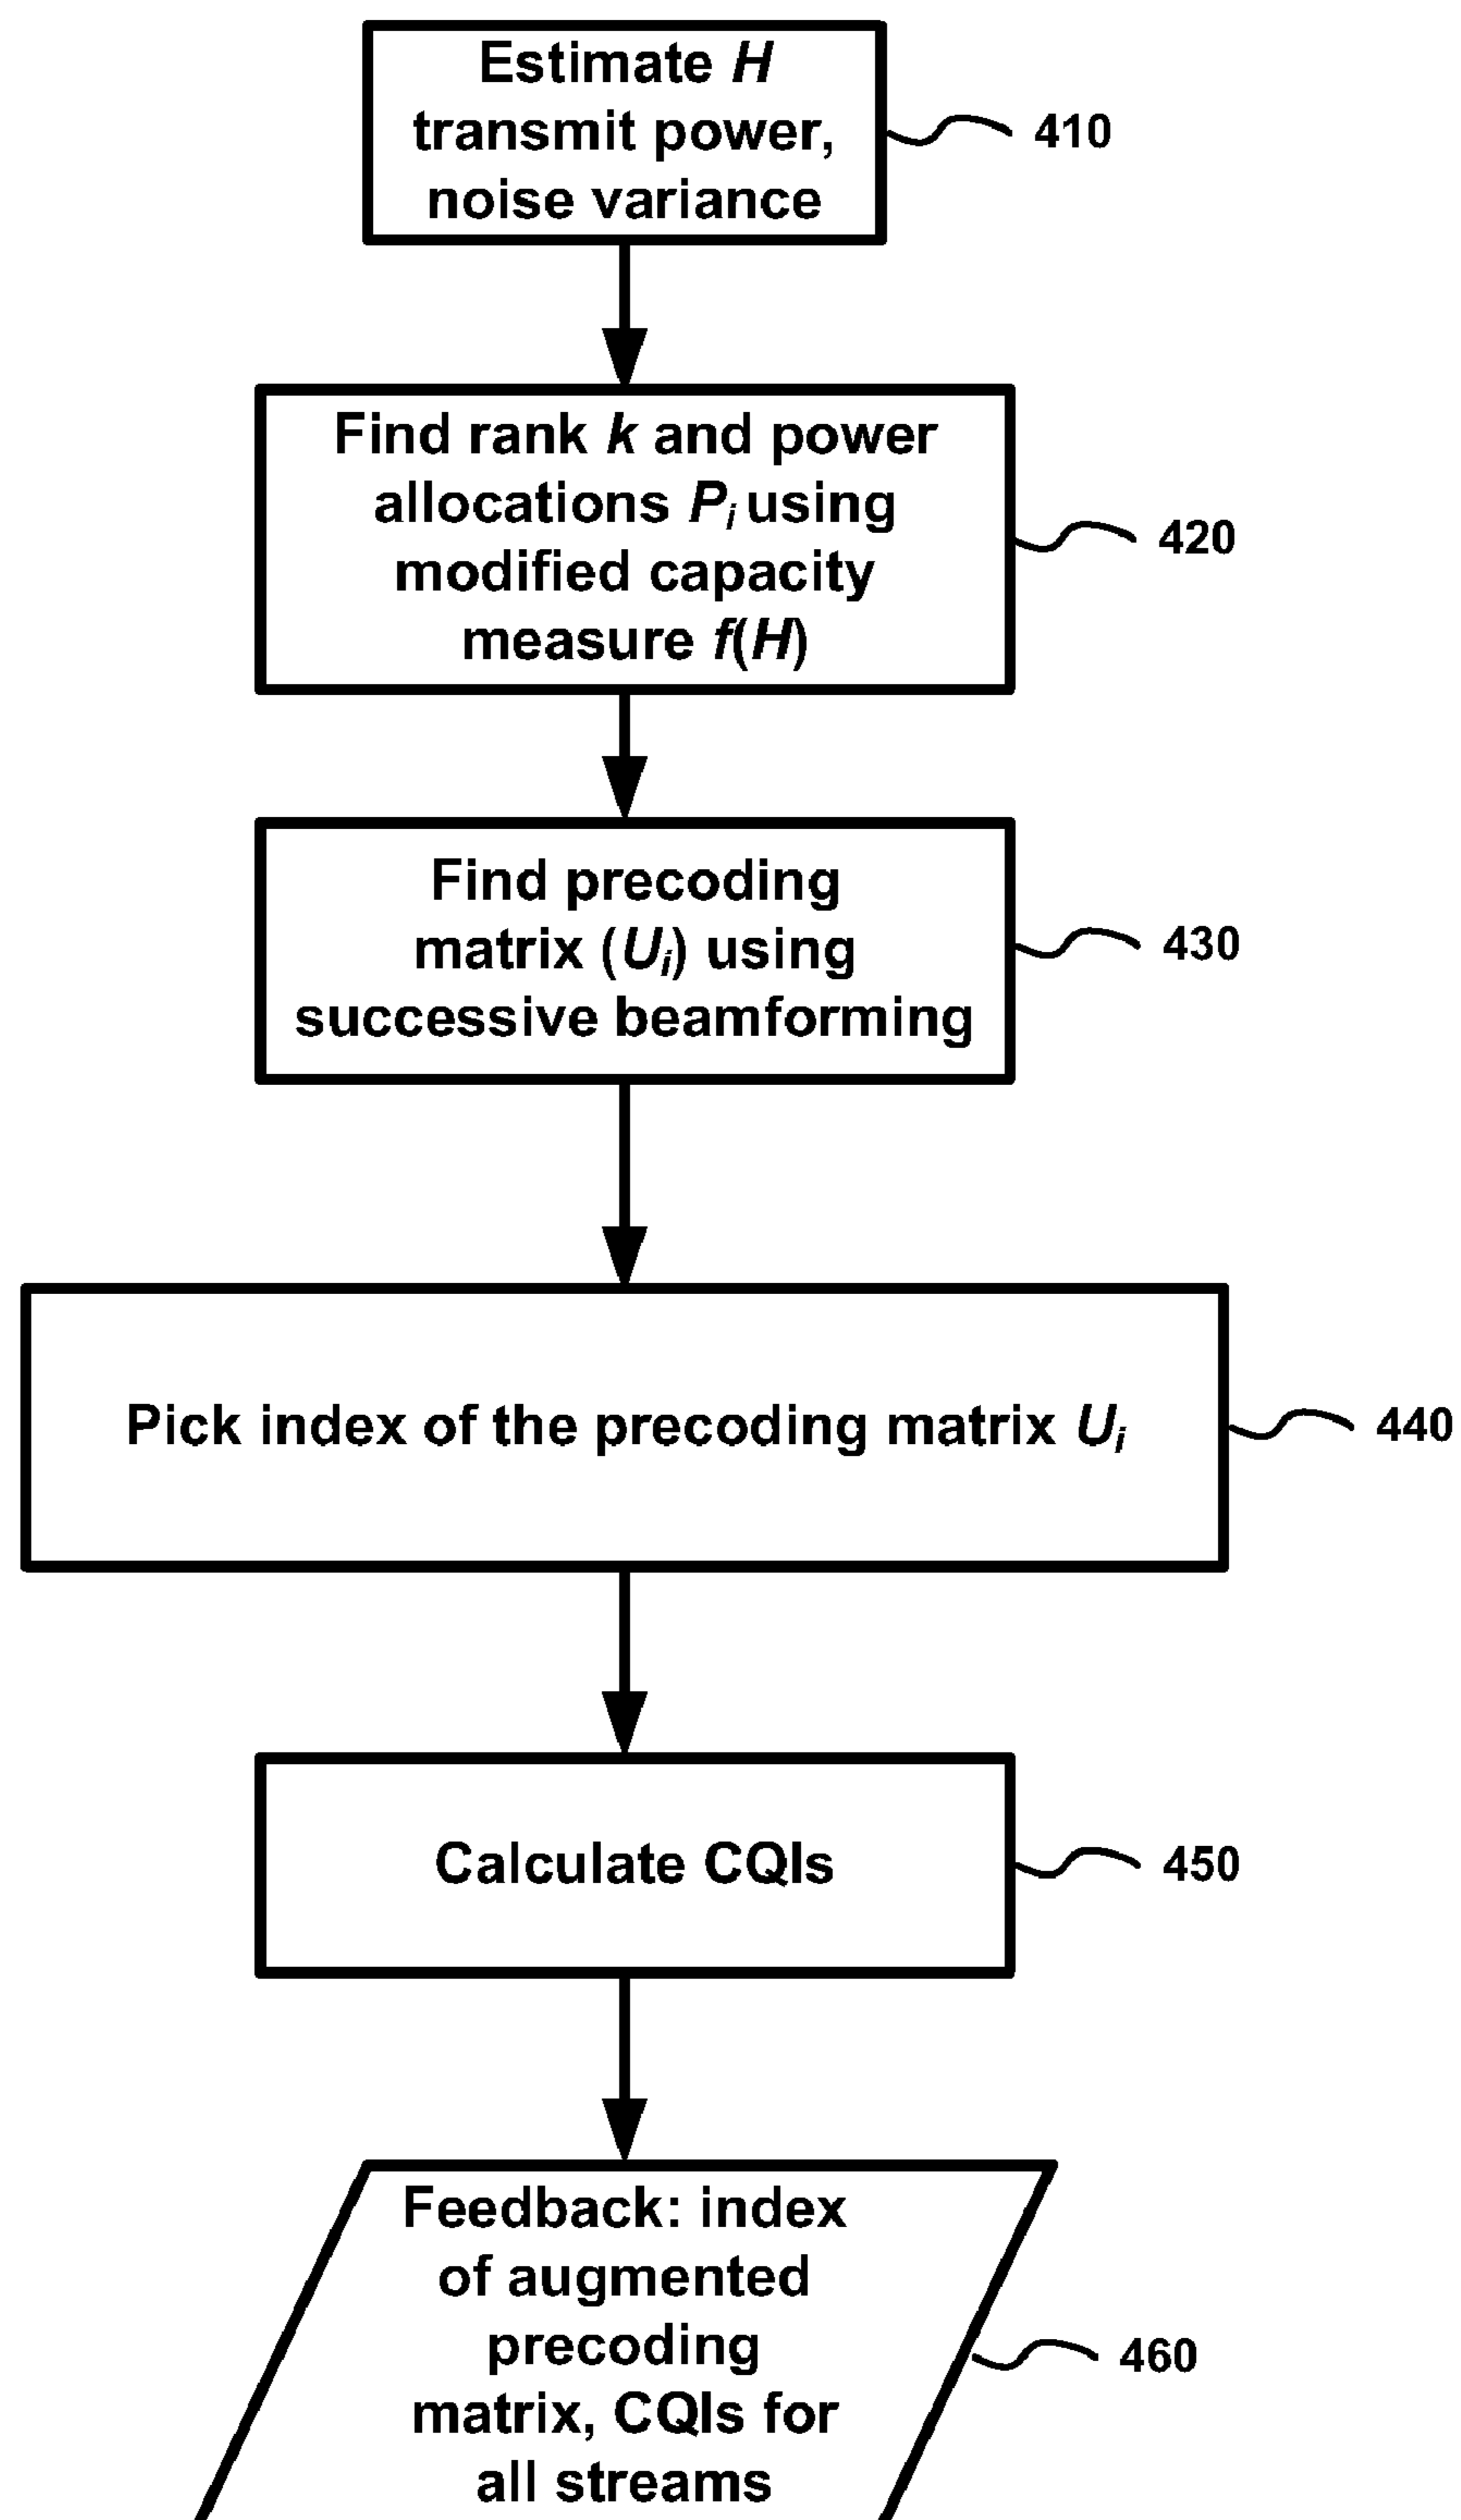 Estimate H
transmit power,
noise variance
410
Find rank k and power
allocations Pi using
modified capacity
measure f(H)
420
Find precoding
matrix (Ui) using
successive beamforming
430
Pick index of the precoding matrix Ui
440
Calculate CQIs
450
Feedback: index
of augmented
precoding
matrix, CQIs for
all streams
460